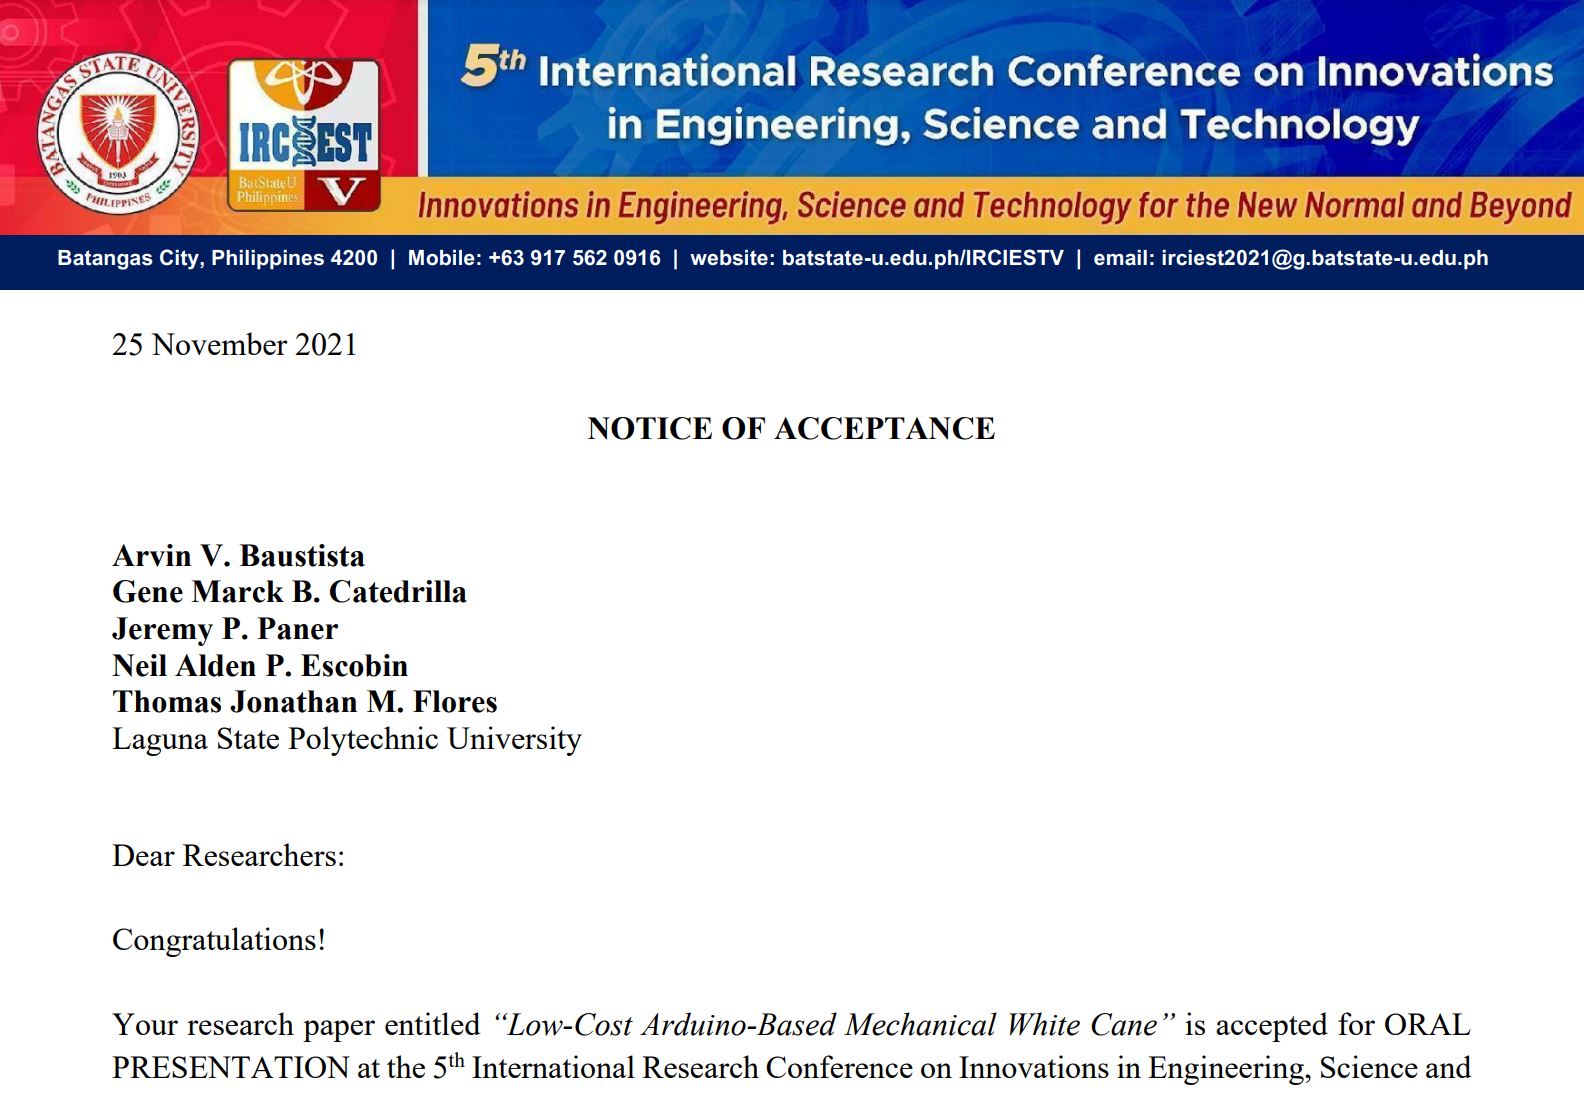 5th International Research Conference on Innovations
in Engineering, Science and Technology
BATANGAS STATE UNIVERSITY
1903
PHILIPPINES
IRCIEST
BatStateU
Philippines
V
Innovations in Engineering, Science and Technology for the New Normal and Beyond
Batangas City, Philippines 4200 | Mobile: +63 917 562 0916 | website: batstate-u.edu.ph/IRCIESTV | email: irciest2021@g.batstate-u.edu.ph
25 November 2021
NOTICE OF ACCEPTANCE
Arvin V. Baustista
Gene Marck B. Catedrilla
Jeremy P. Paner
Neil Alden P. Escobin
Thomas Jonathan M. Flores
Laguna State Polytechnic University
Dear Researchers:
Congratulations!
Your research paper entitled “Low-Cost Arduino-Based Mechanical White Cane” is accepted for ORAL
PRESENTATION at the 5th International Research Conference on Innovations in Engineering, Science and